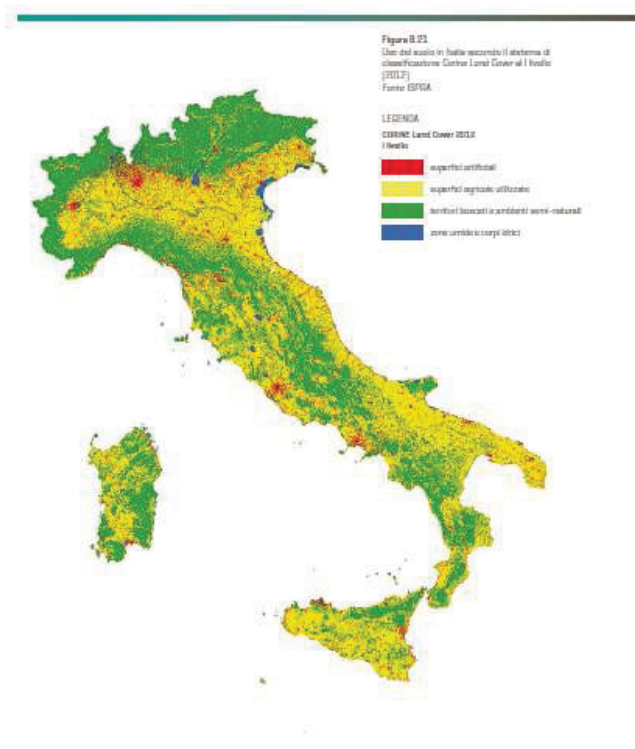 Figura 8.21
Uso del suolo in Italia secondo il sistema di
classificazione Corine Land Cover al I livello
(2012)
Fonte: ISPRA
LEGENDA
CORINE Land Cover 2012
I livello
superfici artificiali
superfici agricole utilizzate
territori boscati e ambienti semi-naturali
zone umide e corpi idrici